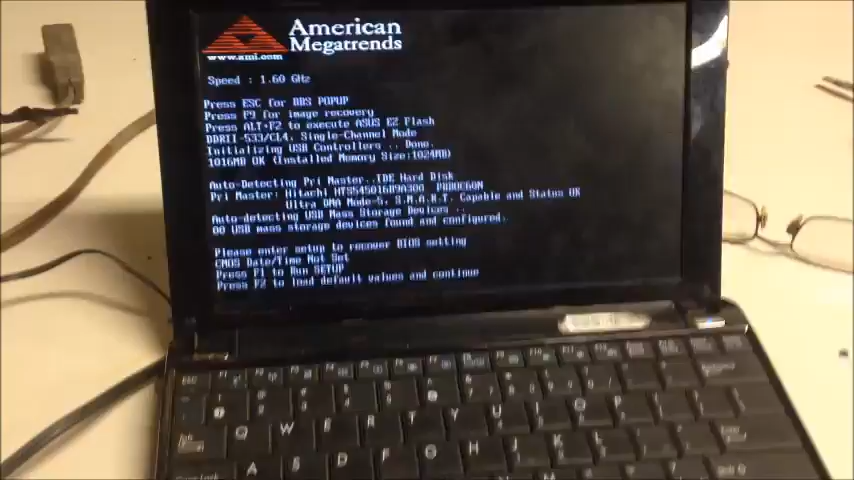 American
Megatrends
www.ami.com
Speed : 1.60 GHz
Press ESC for BBS POPUP
Press F9 for image recovery
Press ALT+F2 to execute ASUS EZ Flash
DDRII-533/CL4, Single-Channel Mode
Initializing USB Controllers .. Done.
1016MB OK (Installed Memory Size:1024MB)
Auto-Detecting Pri Master..IDE Hard Disk
Pri Master: Hitachi
Ultra DMA Mode-5, S.M.A.R.T. Capable and Status OK
Auto-detecting USB Mass Storage Devices ..
00 USB mass storage devices found and configured.
Please enter setup to recover BIOS setting
CMOS Date/Time Not Set
Press F1 to Run SETUP
Press F2 to load default values and continue
Q W E R T Y U I O P
A S D F G H J K L